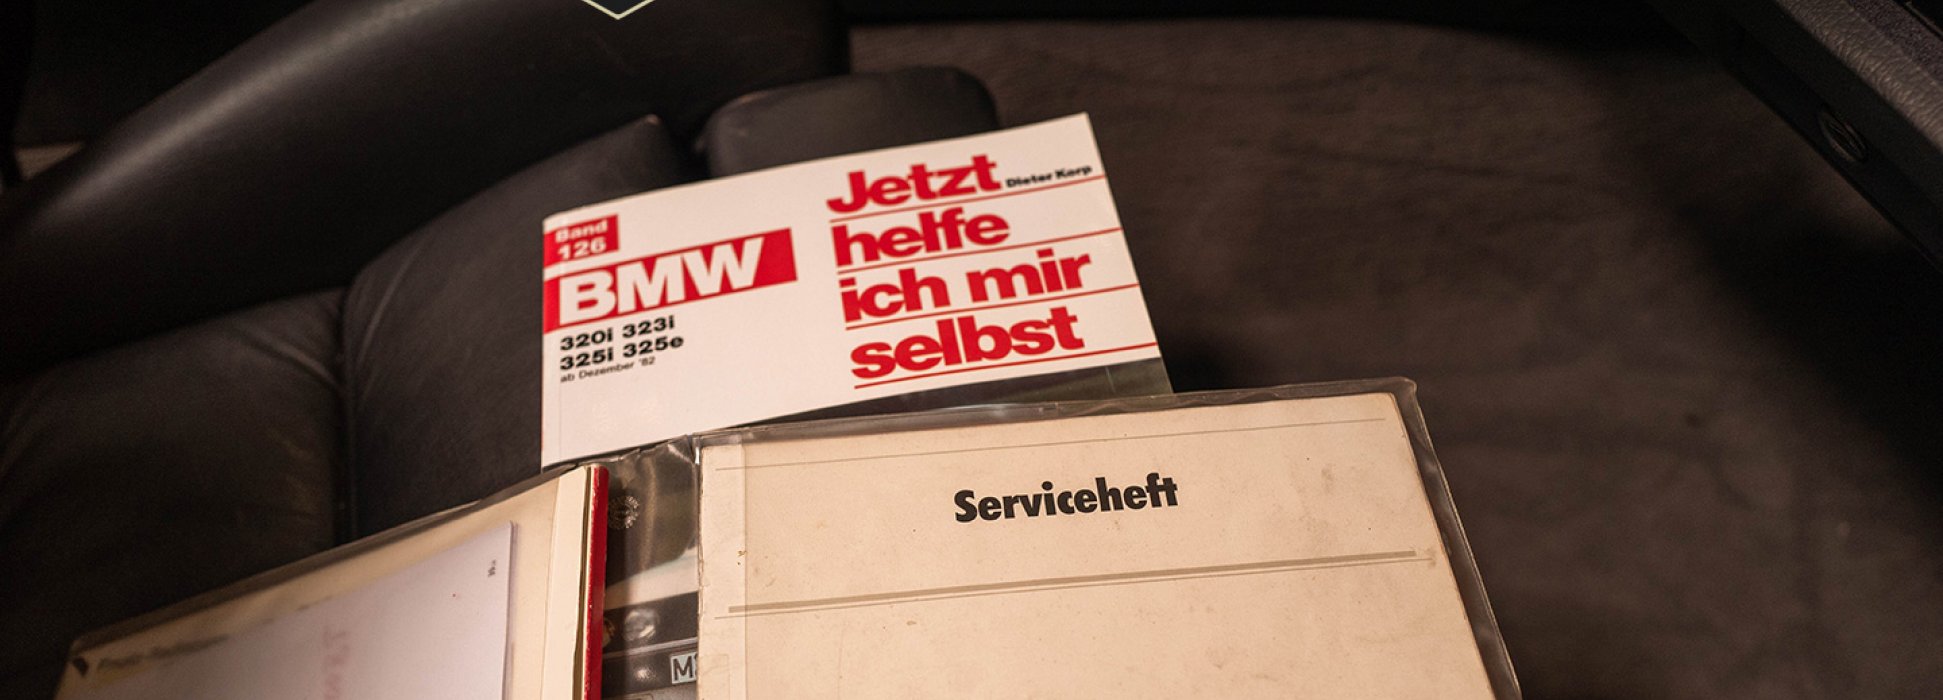 Band
126
BMW
320i 323i
325i 325e
ab Dezember '82
Jetzt
Dieter Korp
helfe
ich mir
selbst
Serviceheft